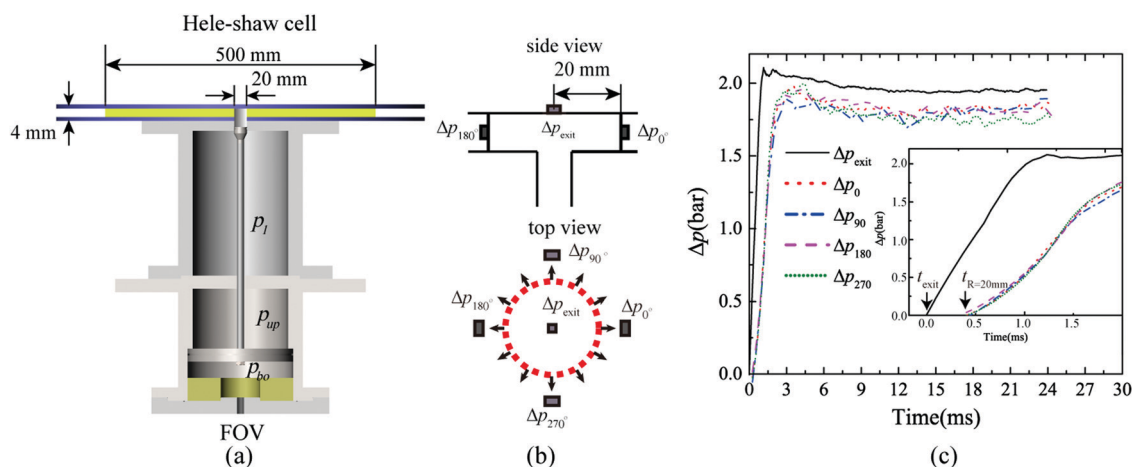 Hele-shaw cell
500 mm
20 mm
4 mm
p_l
p_up
p_bo
FOV
(a)
side view
20 mm
Δp_exit
Δp_180°
Δp_0°
top view
Δp_90°
Δp_180°
Δp_exit
Δp_0°
Δp_270°
(b)
Δp(bar)
2.0
1.5
1.0
0.5
0.0
0 3 6 9 12 15 18 21 24 27 30
Time(ms)
Δp_exit
Δp_0
Δp_90
Δp_180
Δp_270
Δp(bar)
2.0
1.5
1.0
0.5
0.0
t_exit
t_R=20mm
0.0 0.5 1.0 1.5
Time(ms)
(c)